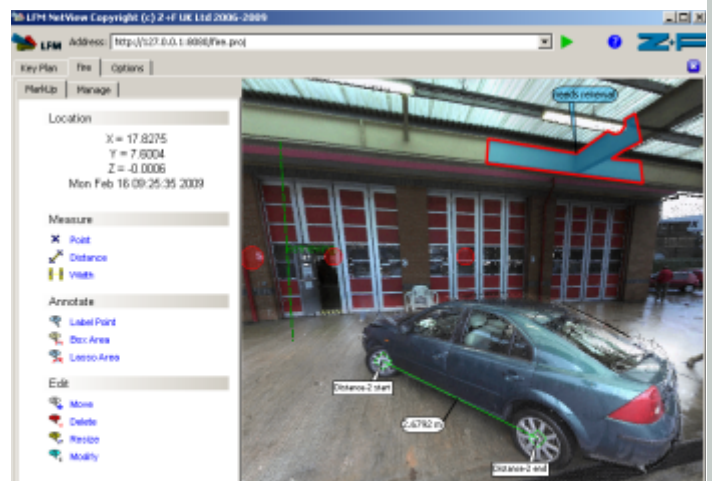 LFM NetView Copyright (c) Z+F UK Ltd 2006-2009
LFM Address: http://127.0.0.1:8080/fire.pro
Z+F
Key Plan Fire Options
MarkUp Manage
Location
X = 17.8275
Y = 7.6004
Z = -0.0006
Mon Feb 16 09:25:35 2009
Measure
Point
Distance
Width
Annotate
Label Point
Box Area
Lasso Area
Edit
Move
Delete
Resize
Modify
needs renewal
Distance-2 start
2.6792 m
Distance-2 end